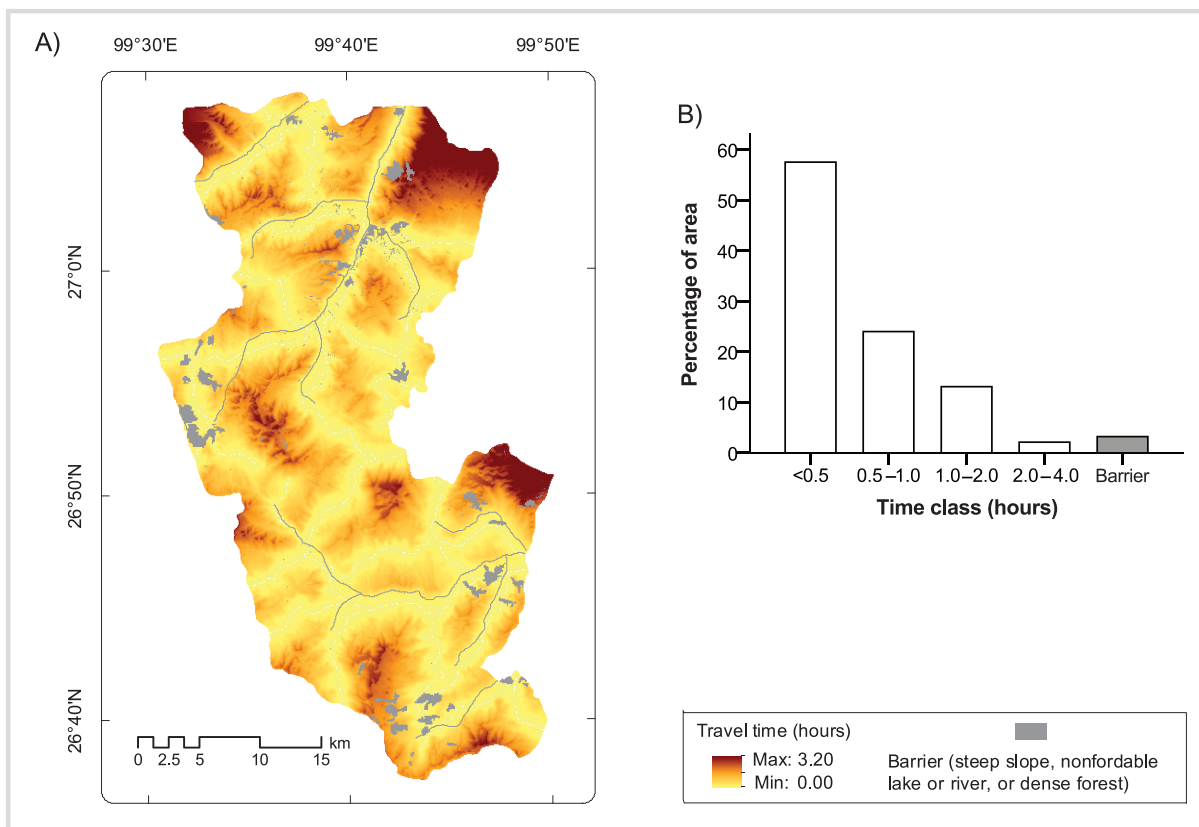 A)
99°30'E
99°40'E
99°50'E
27°0'N
26°50'N
26°40'N
km
0
2.5
5
10
15
B)
Percentage of area
60
50
40
30
20
10
0
<0.5
0.5–1.0
1.0–2.0
2.0–4.0
Barrier
Time class (hours)
Travel time (hours)
Max: 3.20
Min: 0.00
Barrier (steep slope, nonfordable
lake or river, or dense forest)